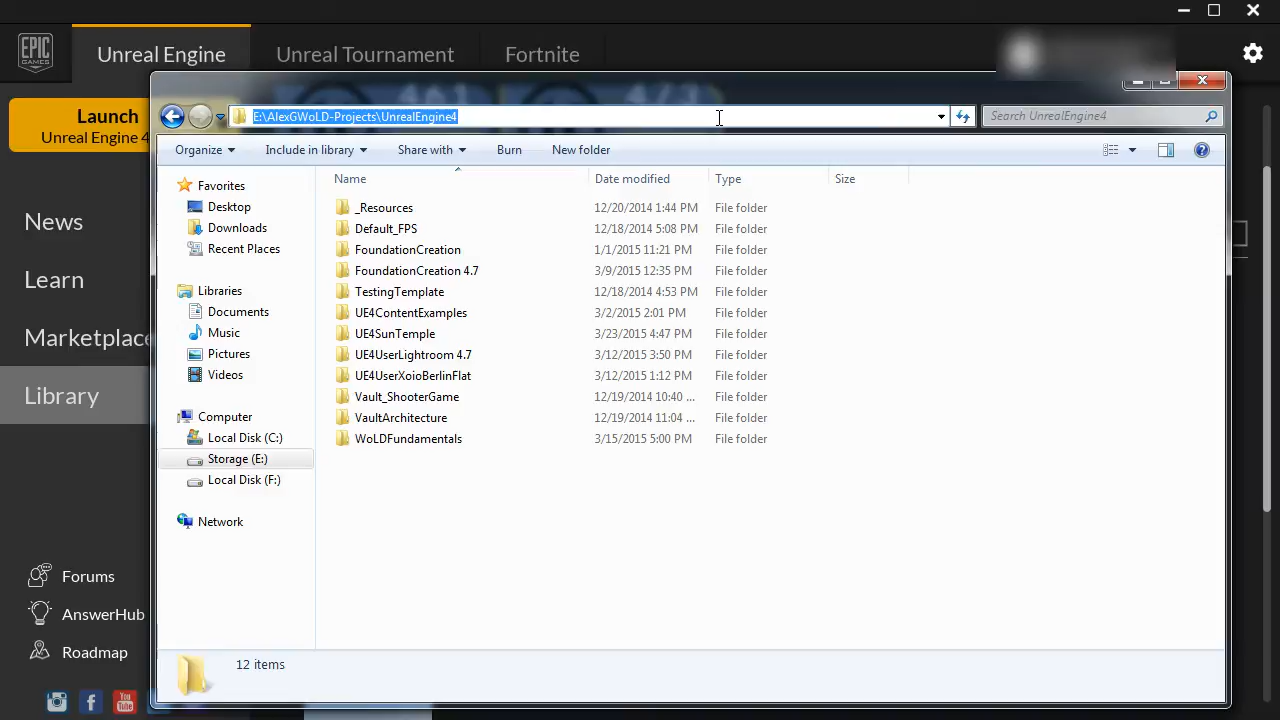 EPIC
GAMES
Unreal Engine
Unreal Tournament
Fortnite
Launch
Unreal Engine 4
News
Learn
Marketplace
Library
Forums
AnswerHub
Roadmap
You
Tube
E:\AlexGWoLD-Projects\UnrealEngine4
Search UnrealEngine4
Organize
Include in library
Share with
Burn
New folder
Favorites
Desktop
Downloads
Recent Places
Libraries
Documents
Music
Pictures
Videos
Computer
Local Disk (C:)
Storage (E:)
Local Disk (F:)
Network
Name Date modified Type Size
_Resources 12/20/2014 1:44 PM File folder
Default_FPS 12/18/2014 5:08 PM File folder
FoundationCreation 1/1/2015 11:21 PM File folder
FoundationCreation 4.7 3/9/2015 12:35 PM File folder
TestingTemplate 12/18/2014 4:53 PM File folder
UE4ContentExamples 3/2/2015 2:01 PM File folder
UE4SunTemple 3/23/2015 4:47 PM File folder
UE4UserLightroom 4.7 3/12/2015 3:50 PM File folder
UE4UserXoioBerlinFlat 3/12/2015 1:12 PM File folder
Vault_ShooterGame 12/19/2014 10:40 ... File folder
VaultArchitecture 12/19/2014 11:04 ... File folder
WoLDFundamentals 3/15/2015 5:00 PM File folder
12 items